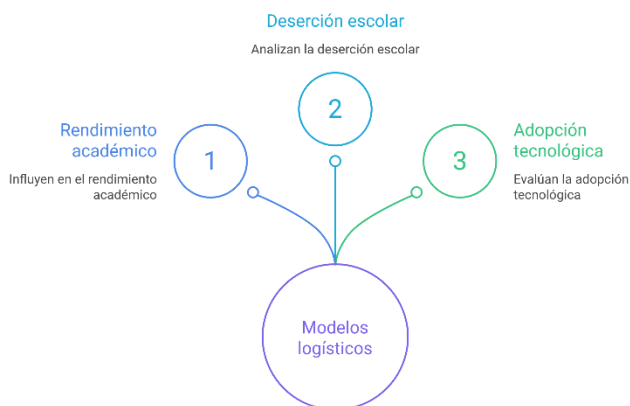 Deserción escolar
Analizan la deserción escolar
2
Rendimiento
académico
Influyen en el rendimiento
académico
1
3
Adopción
tecnológica
Evalúan la adopción
tecnológica
Modelos
logísticos